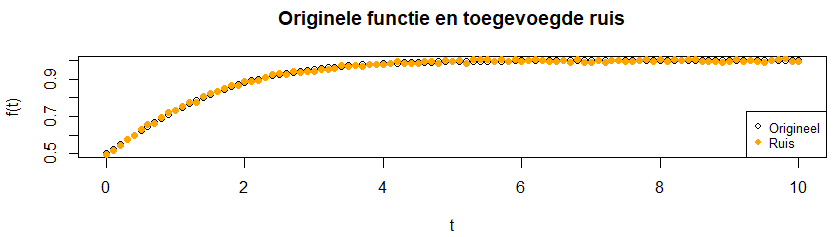 Originele functie en toegevoegde ruis
f(t)
0.5 0.7 0.9
Origineel
Ruis
0 2 4 6 8 10
t